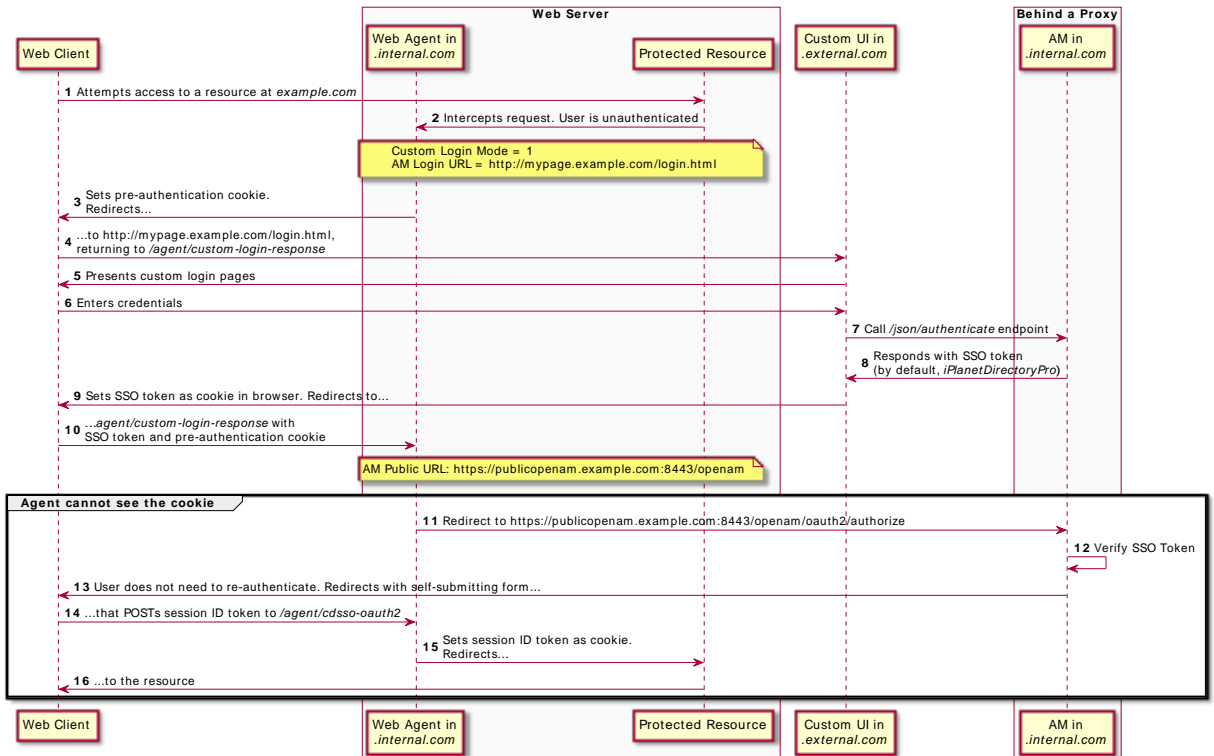 Web Server
Behind a Proxy
Web Client
Web Agent in
.internal.com
Protected Resource
Custom UI in
.external.com
AM in
.internal.com
1 Attempts access to a resource at example.com
2 Intercepts request. User is unauthenticated
Custom Login Mode = 1
AM Login URL = http://mypage.example.com/login.html
3 Sets pre-authentication cookie.
Redirects...
4 ...to http://mypage.example.com/login.html,
returning to /agent/custom-login-response
5 Presents custom login pages
6 Enters credentials
7 Call /json/authenticate endpoint
8 Responds with SSO token
(by default, iPlanetDirectoryPro)
9 Sets SSO token as cookie in browser. Redirects to...
10 ...agent/custom-login-response with
SSO token and pre-authentication cookie
AM Public URL: https://publicopenam.example.com:8443/openam
Agent cannot see the cookie
11 Redirect to https://publicopenam.example.com:8443/openam/oauth2/authorize
12 Verify SSO Token
13 User does not need to re-authenticate. Redirects with self-submitting form...
14 ...that POSTs session ID token to /agent/cdsso-oauth2
15 Sets session ID token as cookie.
Redirects...
16 ...to the resource
Web Client
Web Agent in
.internal.com
Protected Resource
Custom UI in
.external.com
AM in
.internal.com